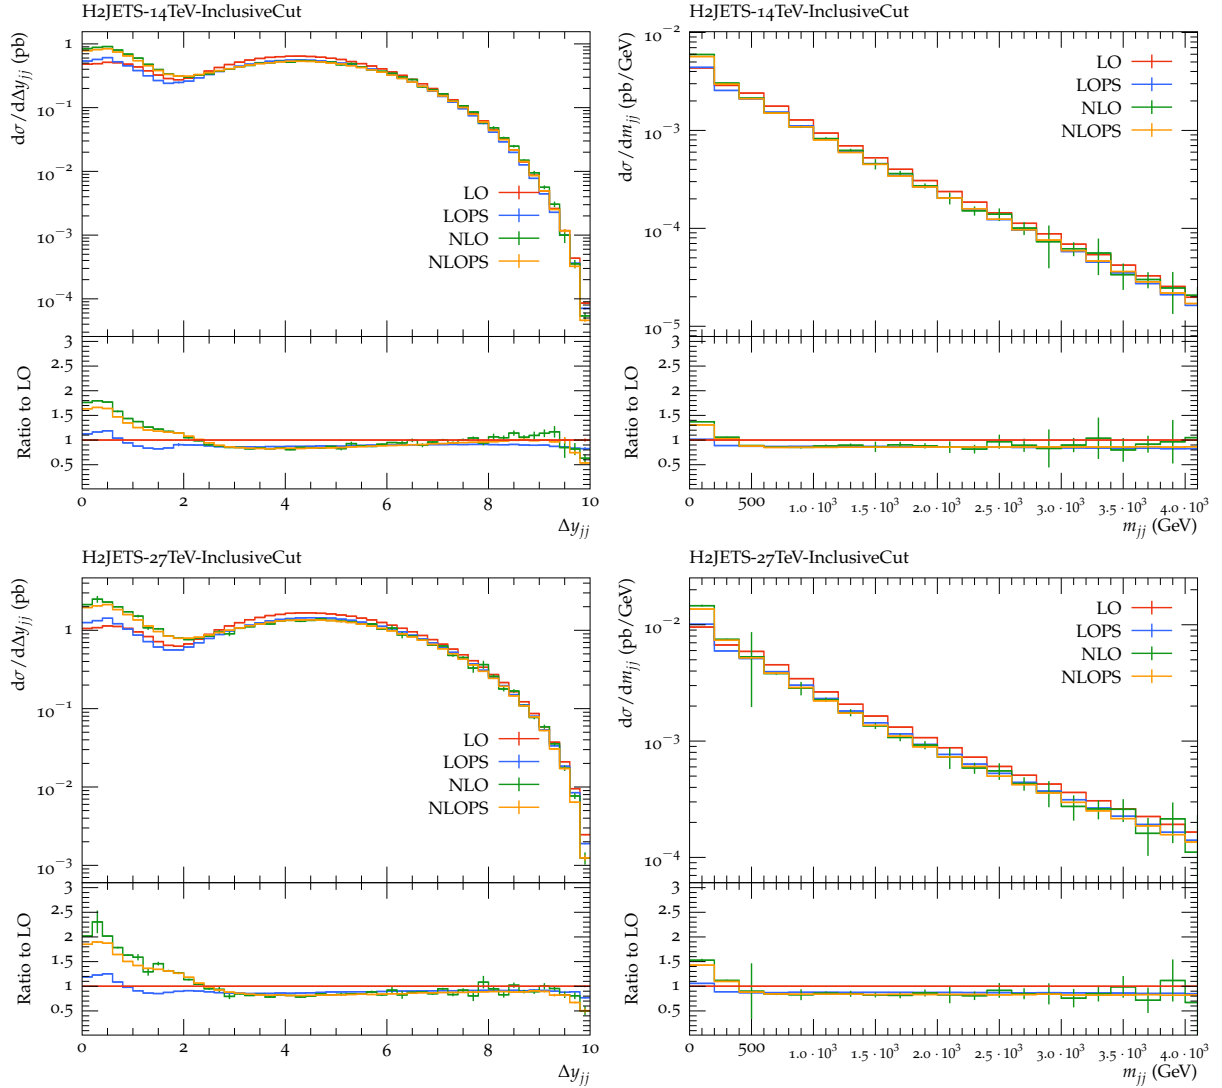 H2JETS-14TeV-InclusiveCut
dσ/dΔy_jj (pb)
1
10^−1
10^−2
10^−3
10^−4
LO
LOPS
NLO
NLOPS
Ratio to LO
3
2.5
2
1.5
1
0.5
0 2 4 6 8 10
Δy_jj
H2JETS-14TeV-InclusiveCut
dσ/dm_jj (pb/GeV)
10^−2
10^−3
10^−4
10^−5
LO
LOPS
NLO
NLOPS
Ratio to LO
3
2.5
2
1.5
1
0.5
0 500 1.0 · 10^3 1.5 · 10^3 2.0 · 10^3 2.5 · 10^3 3.0 · 10^3 3.5 · 10^3 4.0 · 10^3
m_jj (GeV)
H2JETS-27TeV-InclusiveCut
dσ/dΔy_jj (pb)
1
10^−1
10^−2
10^−3
LO
LOPS
NLO
NLOPS
Ratio to LO
3
2.5
2
1.5
1
0.5
0 2 4 6 8 10
Δy_jj
H2JETS-27TeV-InclusiveCut
dσ/dm_jj (pb/GeV)
10^−2
10^−3
10^−4
LO
LOPS
NLO
NLOPS
Ratio to LO
3
2.5
2
1.5
1
0.5
0 500 1.0 · 10^3 1.5 · 10^3 2.0 · 10^3 2.5 · 10^3 3.0 · 10^3 3.5 · 10^3 4.0 · 10^3
m_jj (GeV)